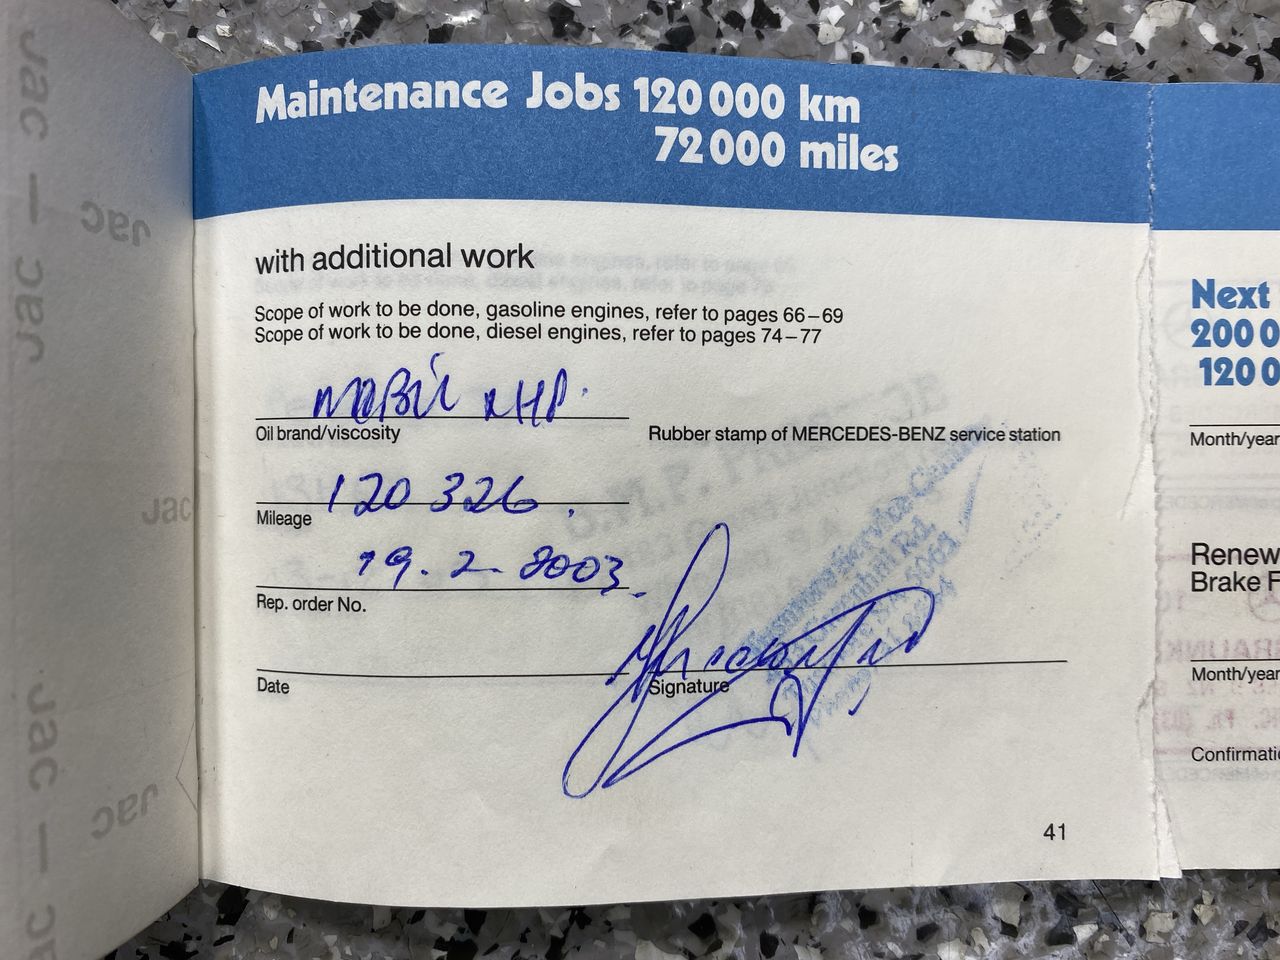 Maintenance Jobs 120 000 km
72 000 miles
with additional work
Scope of work to be done, gasoline engines, refer to pages 66–69
Scope of work to be done, diesel engines, refer to pages 74–77
MOBIL XHP.
Oil brand/viscosity
Rubber stamp of MERCEDES-BENZ service station
120 326.
Mileage
19.2.2003.
Rep. order No.
Date
Signature
41
Next
200 0
120 0
Month/year
Renew
Brake F
Month/year
Confirmatio